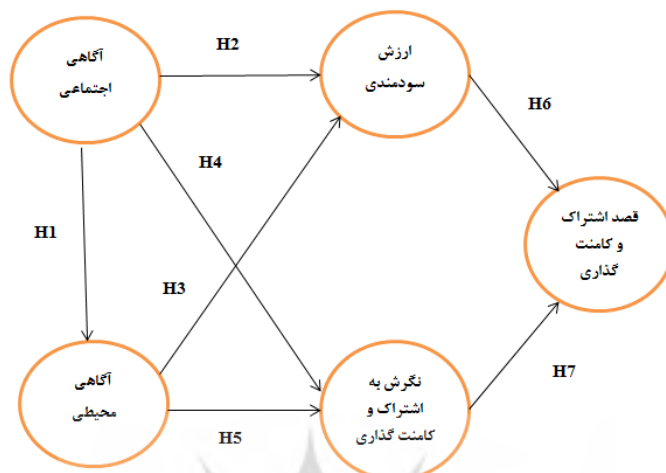 آگاهی
اجتماعی
H2
ارزش
سودمندی
H6
H4
قصد اشتراک
و کامنت
گذاری
H1
H3
آگاهی
محیطی
H5
نگرش به
اشتراک و
کامنت گذاری
H7